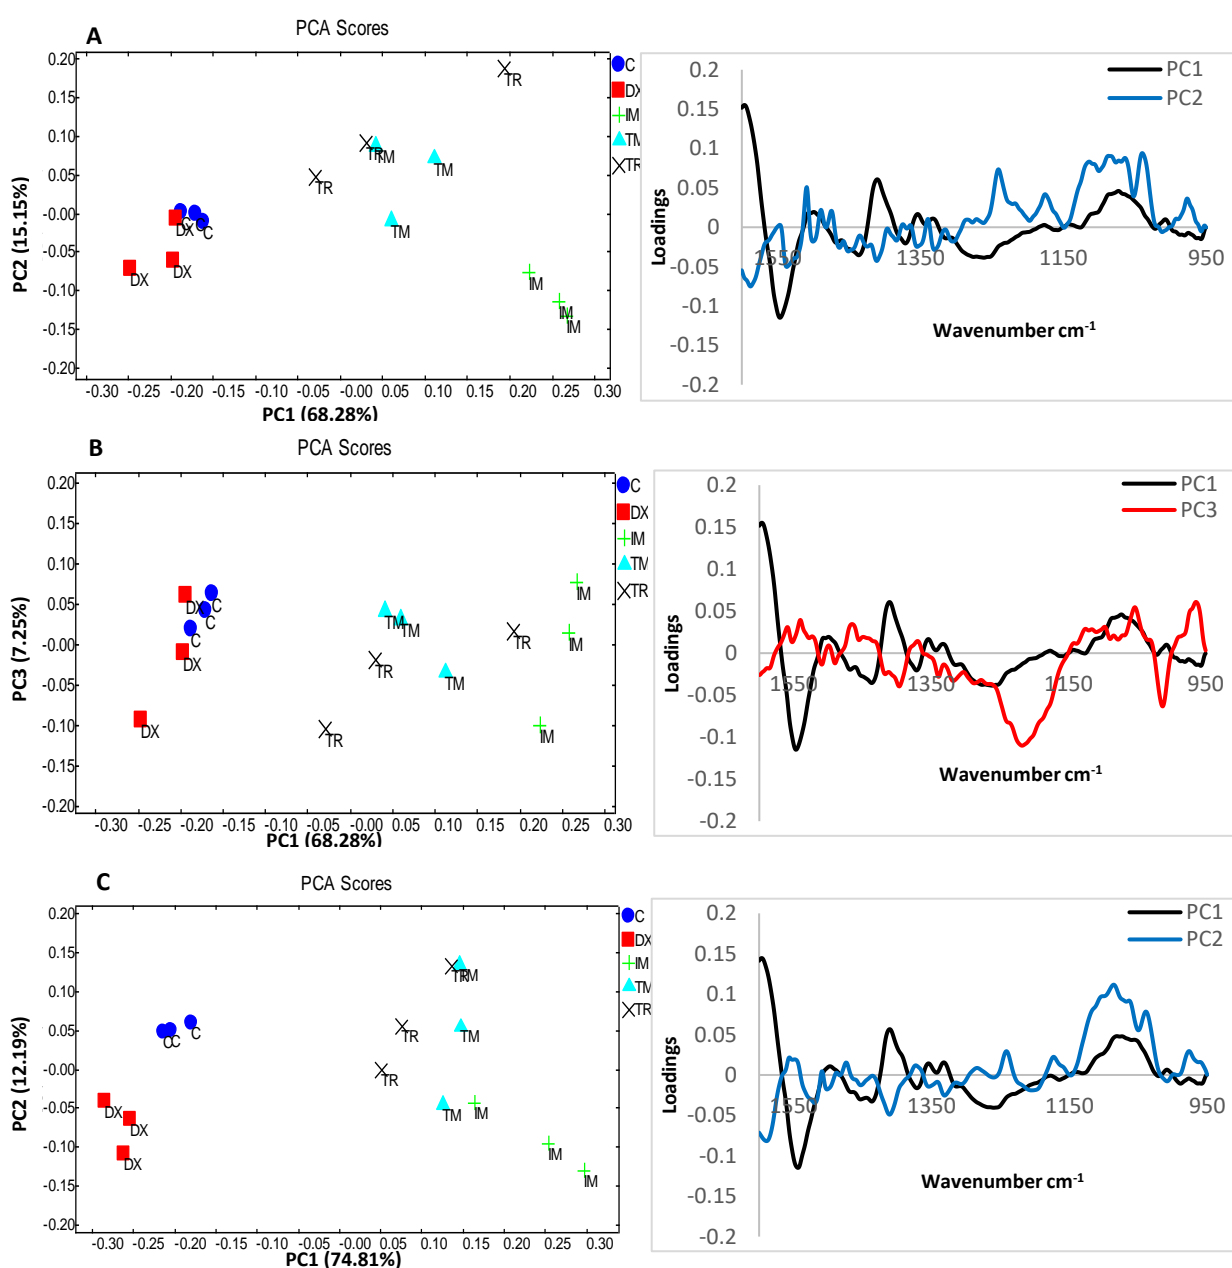 A
PCA Scores
0.20
0.15
0.10
0.05
-0.00
-0.05
-0.10
-0.15
-0.20
PC2 (15.15%)
-0.30 -0.25 -0.20 -0.15 -0.10 -0.05 -0.00 0.05 0.10 0.15 0.20 0.25 0.30
PC1 (68.28%)
TR
TR
TM
TM
TR
TM
C
C
C
DX
DX
DX
IM
IM
IM
C
DX
IM
TM
TR
0.2
0.15
0.1
0.05
0
-0.05
-0.1
-0.15
-0.2
Loadings
PC1
PC2
1550 1350 1150 950
Wavenumber cm-1
B
PCA Scores
0.20
0.15
0.10
0.05
-0.00
-0.05
-0.10
-0.15
-0.20
PC3 (7.25%)
-0.30 -0.25 -0.20 -0.15 -0.10 -0.05 -0.00 0.05 0.10 0.15 0.20 0.25 0.30
PC1 (68.28%)
DX
C
C
C
DX
DX
TM
TM
TM
TR
TR
TR
IM
IM
IM
C
DX
IM
TM
TR
0.2
0.15
0.1
0.05
0
-0.05
-0.1
-0.15
-0.2
Loadings
PC1
PC3
1550 1350 1150 950
Wavenumber cm-1
C
PCA Scores
0.20
0.15
0.10
0.05
-0.00
-0.05
-0.10
-0.15
-0.20
PC2 (12.19%)
-0.30 -0.25 -0.20 -0.15 -0.10 -0.05 -0.00 0.05 0.10 0.15 0.20 0.25 0.30
PC1 (74.81%)
C
C
C
DX
DX
DX
TR
TM
TR
TM
TR
TM
IM
IM
IM
C
DX
IM
TM
TR
0.2
0.15
0.1
0.05
0
-0.05
-0.1
-0.15
-0.2
Loadings
PC1
PC2
1550 1350 1150 950
Wavenumber cm-1